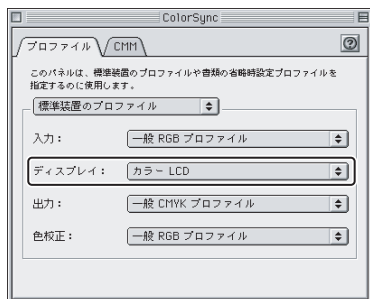 ColorSync
プロファイル CMM ?
このパネルは、標準装置のプロファイルや書類の省略時設定プロファイルを
指定するのに使用します。
標準装置のプロファイル
入力： 一般 RGB プロファイル
ディスプレイ： カラー LCD
出力： 一般 CMYK プロファイル
色校正： 一般 RGB プロファイル